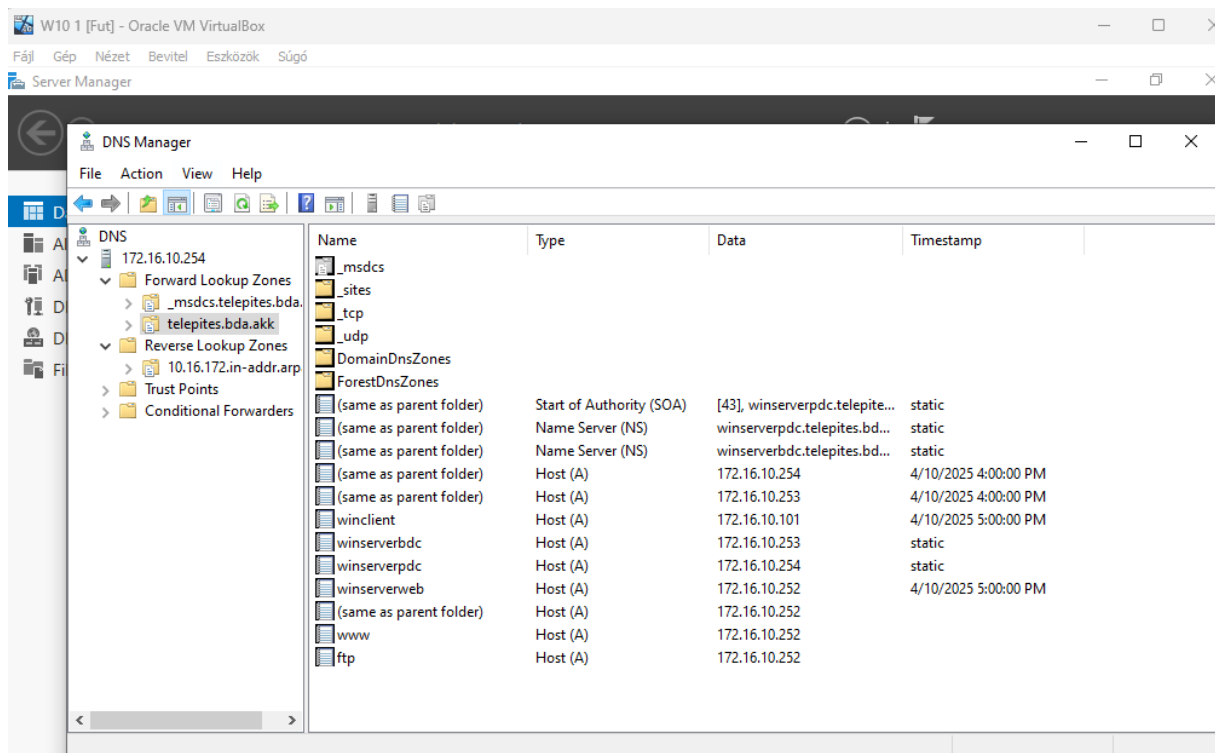 W10 1 [Fut] - Oracle VM VirtualBox
Fájl Gép Nézet Bevitel Eszközök Súgó
Server Manager
DNS Manager
File Action View Help
DNS
172.16.10.254
Forward Lookup Zones
_msdcs.telepites.bda.
telepites.bda.akk
Reverse Lookup Zones
10.16.172.in-addr.arp
Trust Points
Conditional Forwarders
Name Type Data Timestamp
_msdcs
_sites
_tcp
_udp
DomainDnsZones
ForestDnsZones
(same as parent folder) Start of Authority (SOA) [43], winserverpdc.telepite... static
(same as parent folder) Name Server (NS) winserverpdc.telepites.bd... static
(same as parent folder) Name Server (NS) winserverbdc.telepites.bd... static
(same as parent folder) Host (A) 172.16.10.254 4/10/2025 4:00:00 PM
(same as parent folder) Host (A) 172.16.10.253 4/10/2025 4:00:00 PM
winclient Host (A) 172.16.10.101 4/10/2025 5:00:00 PM
winserverbdc Host (A) 172.16.10.253 static
winserverpdc Host (A) 172.16.10.254 static
winserverweb Host (A) 172.16.10.252 4/10/2025 5:00:00 PM
(same as parent folder) Host (A) 172.16.10.252
www Host (A) 172.16.10.252
ftp Host (A) 172.16.10.252